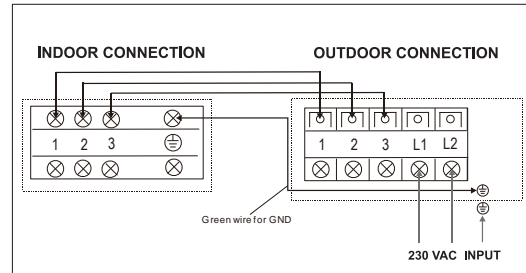 INDOOR CONNECTION
OUTDOOR CONNECTION
1 2 3
1 2 3 L1 L2
Green wire for GND
230 VAC INPUT